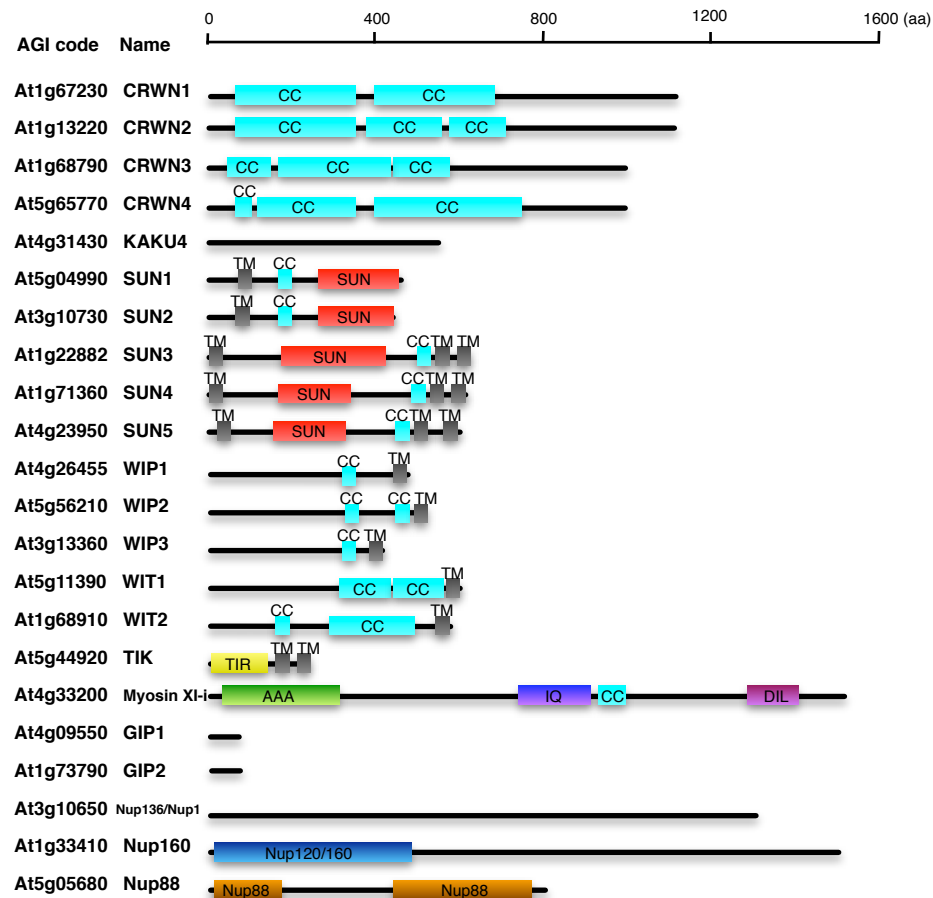 0 400 800 1200 1600 (aa)
AGI code Name
At1g67230 CRWN1 CC CC
At1g13220 CRWN2 CC CC CC
At1g68790 CRWN3 CC CC CC
CC
At5g65770 CRWN4 CC CC
At4g31430 KAKU4
TM CC
At5g04990 SUN1 SUN
TM CC
At3g10730 SUN2 SUN
TM CC TM TM
At1g22882 SUN3 SUN
TM CC TM TM
At1g71360 SUN4 SUN
TM CC TM TM
At4g23950 SUN5 SUN
CC TM
At4g26455 WIP1
CC CC TM
At5g56210 WIP2
CC TM
At3g13360 WIP3
TM
At5g11390 WIT1 CC CC
CC TM
At1g68910 WIT2 CC
TM TM
At5g44920 TIK TIR
At4g33200 Myosin XI-i AAA IQ CC DIL
At4g09550 GIP1
At1g73790 GIP2
At3g10650 Nup136/Nup1
At1g33410 Nup160 Nup120/160
At5g05680 Nup88 Nup88 Nup88